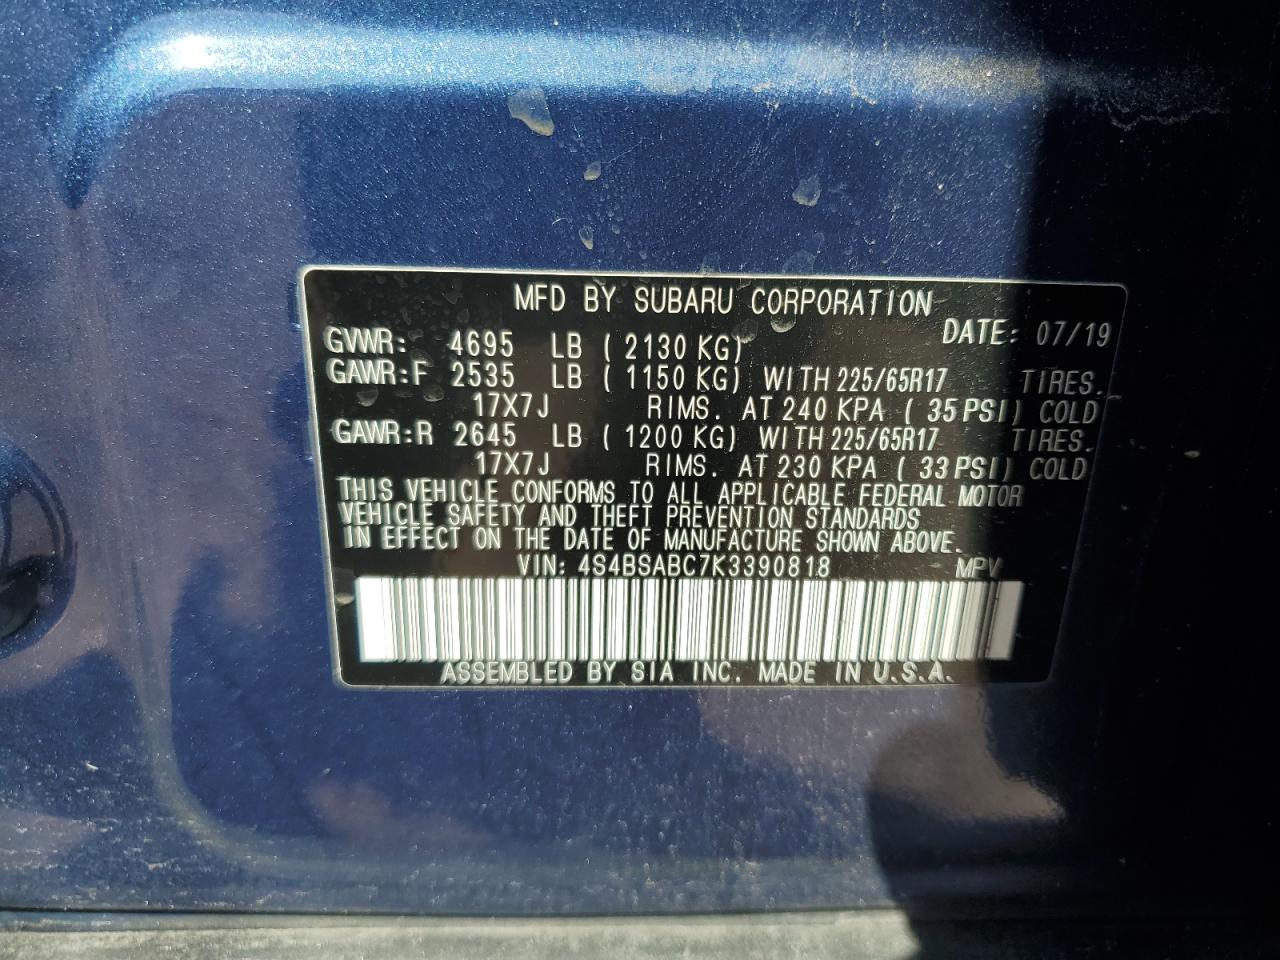 MFD BY SUBARU CORPORATION
DATE: 07/19
GVWR: 4695 LB ( 2130 KG)
GAWR:F 2535 LB ( 1150 KG) WITH 225/65R17 TIRES.
17X7J RIMS. AT 240 KPA ( 35 PSI) COLD
GAWR:R 2645 LB ( 1200 KG) WITH 225/65R17 TIRES.
17X7J RIMS. AT 230 KPA ( 33 PSI) COLD
THIS VEHICLE CONFORMS TO ALL APPLICABLE FEDERAL MOTOR
VEHICLE SAFETY AND THEFT PREVENTION STANDARDS
IN EFFECT ON THE DATE OF MANUFACTURE SHOWN ABOVE.
VIN: 4S4BSABC7K3390818 MPV
ASSEMBLED BY SIA INC. MADE IN U.S.A.